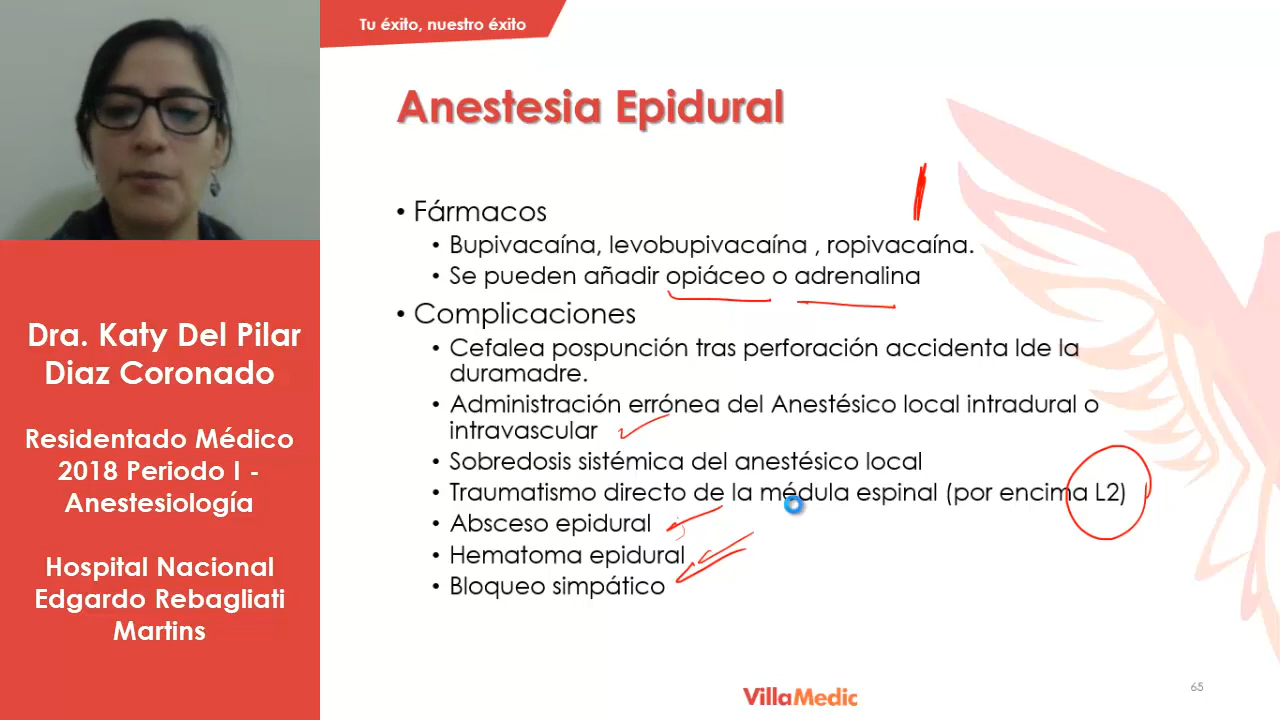 Tu éxito, nuestro éxito
Anestesia Epidural
• Fármacos
• Bupivacaína, levobupivacaína , ropivacaína.
• Se pueden añadir opiáceo o adrenalina
• Complicaciones
• Cefalea pospunción tras perforación accidenta lde la
duramadre.
• Administración errónea del Anestésico local intradural o
intravascular
• Sobredosis sistémica del anestésico local
• Traumatismo directo de la médula espinal (por encima L2)
• Absceso epidural
• Hematoma epidural
• Bloqueo simpático
Dra. Katy Del Pilar
Diaz Coronado
Residentado Médico
2018 Periodo I -
Anestesiología
Hospital Nacional
Edgardo Rebagliati
Martins
VillaMedic
65